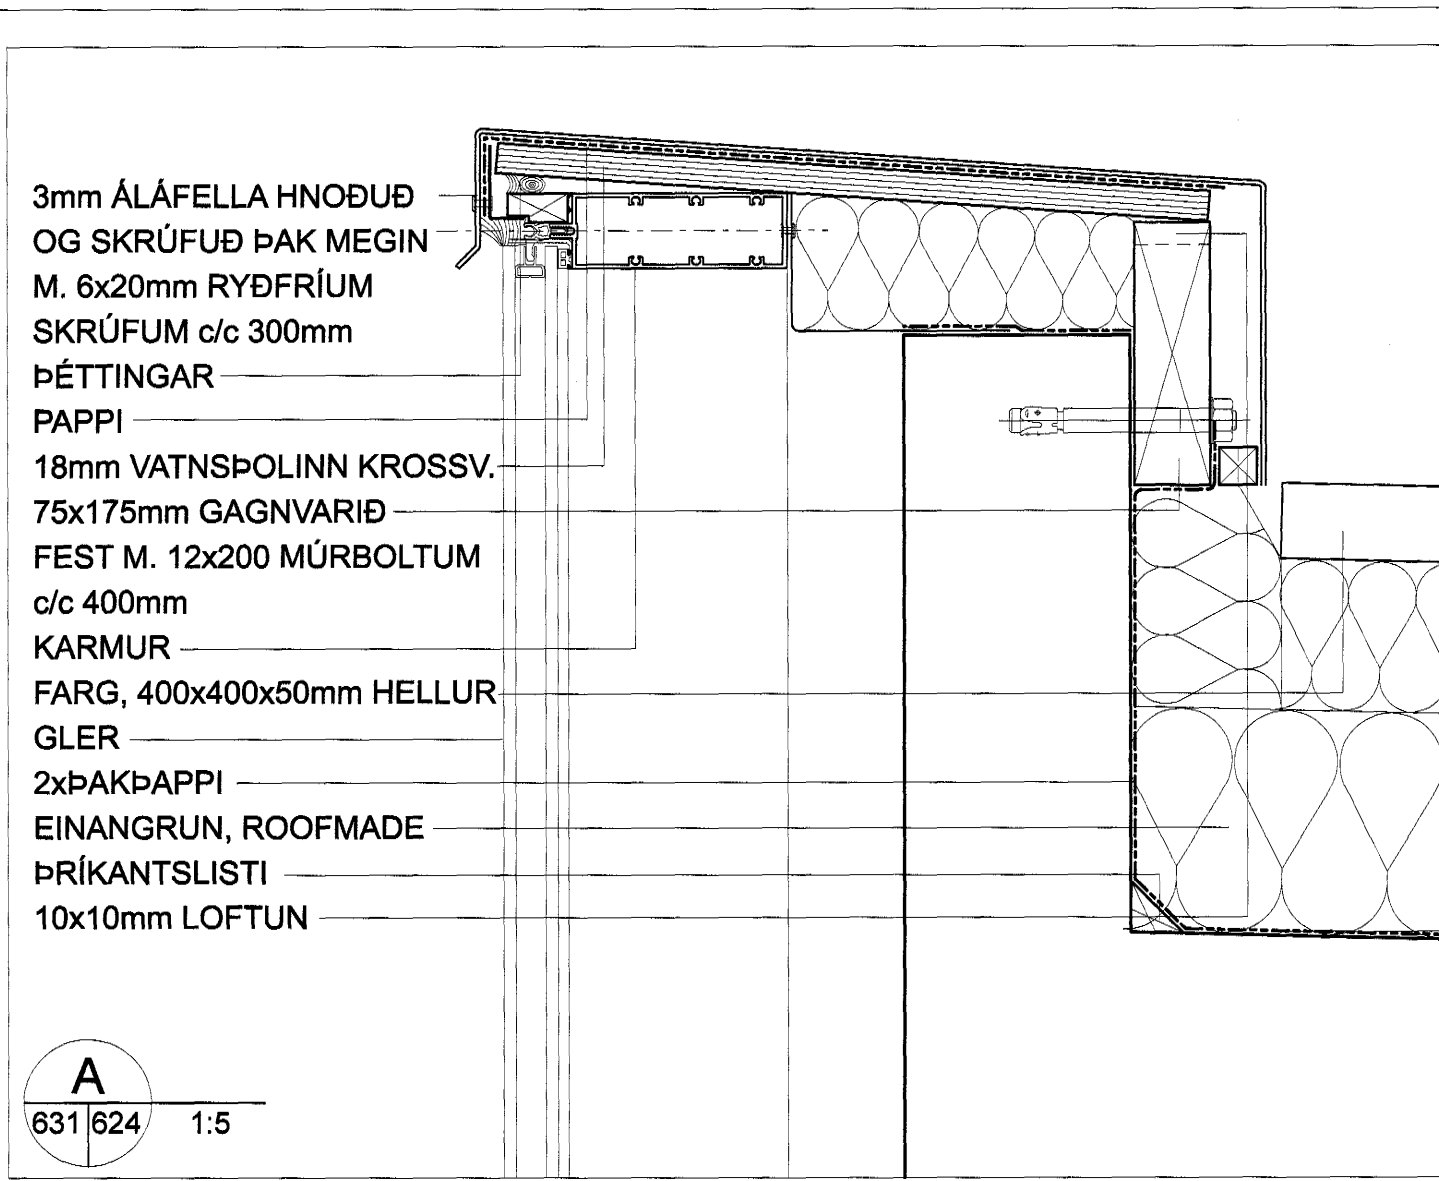 3mm ÁLÁFELLA HNOÐUÐ
OG SKRÚFUÐ ÞAK MEGIN
M. 6x20mm RYÐFRÍUM
SKRÚFUM c/c 300mm
ÞÉTTINGAR
PAPPI
18mm VATNSÞOLINN KROSSV.
75x175mm GAGNVARIÐ
FEST M. 12x200 MÚRBOLTUM
c/c 400mm
KARMUR
FARG, 400x400x50mm HELLUR
GLER
2xÞAKÞAPPI
EINANGRUN, ROOFMADE
ÞRÍKANTSLISTI
10x10mm LOFTUN
A
631 624 1:5